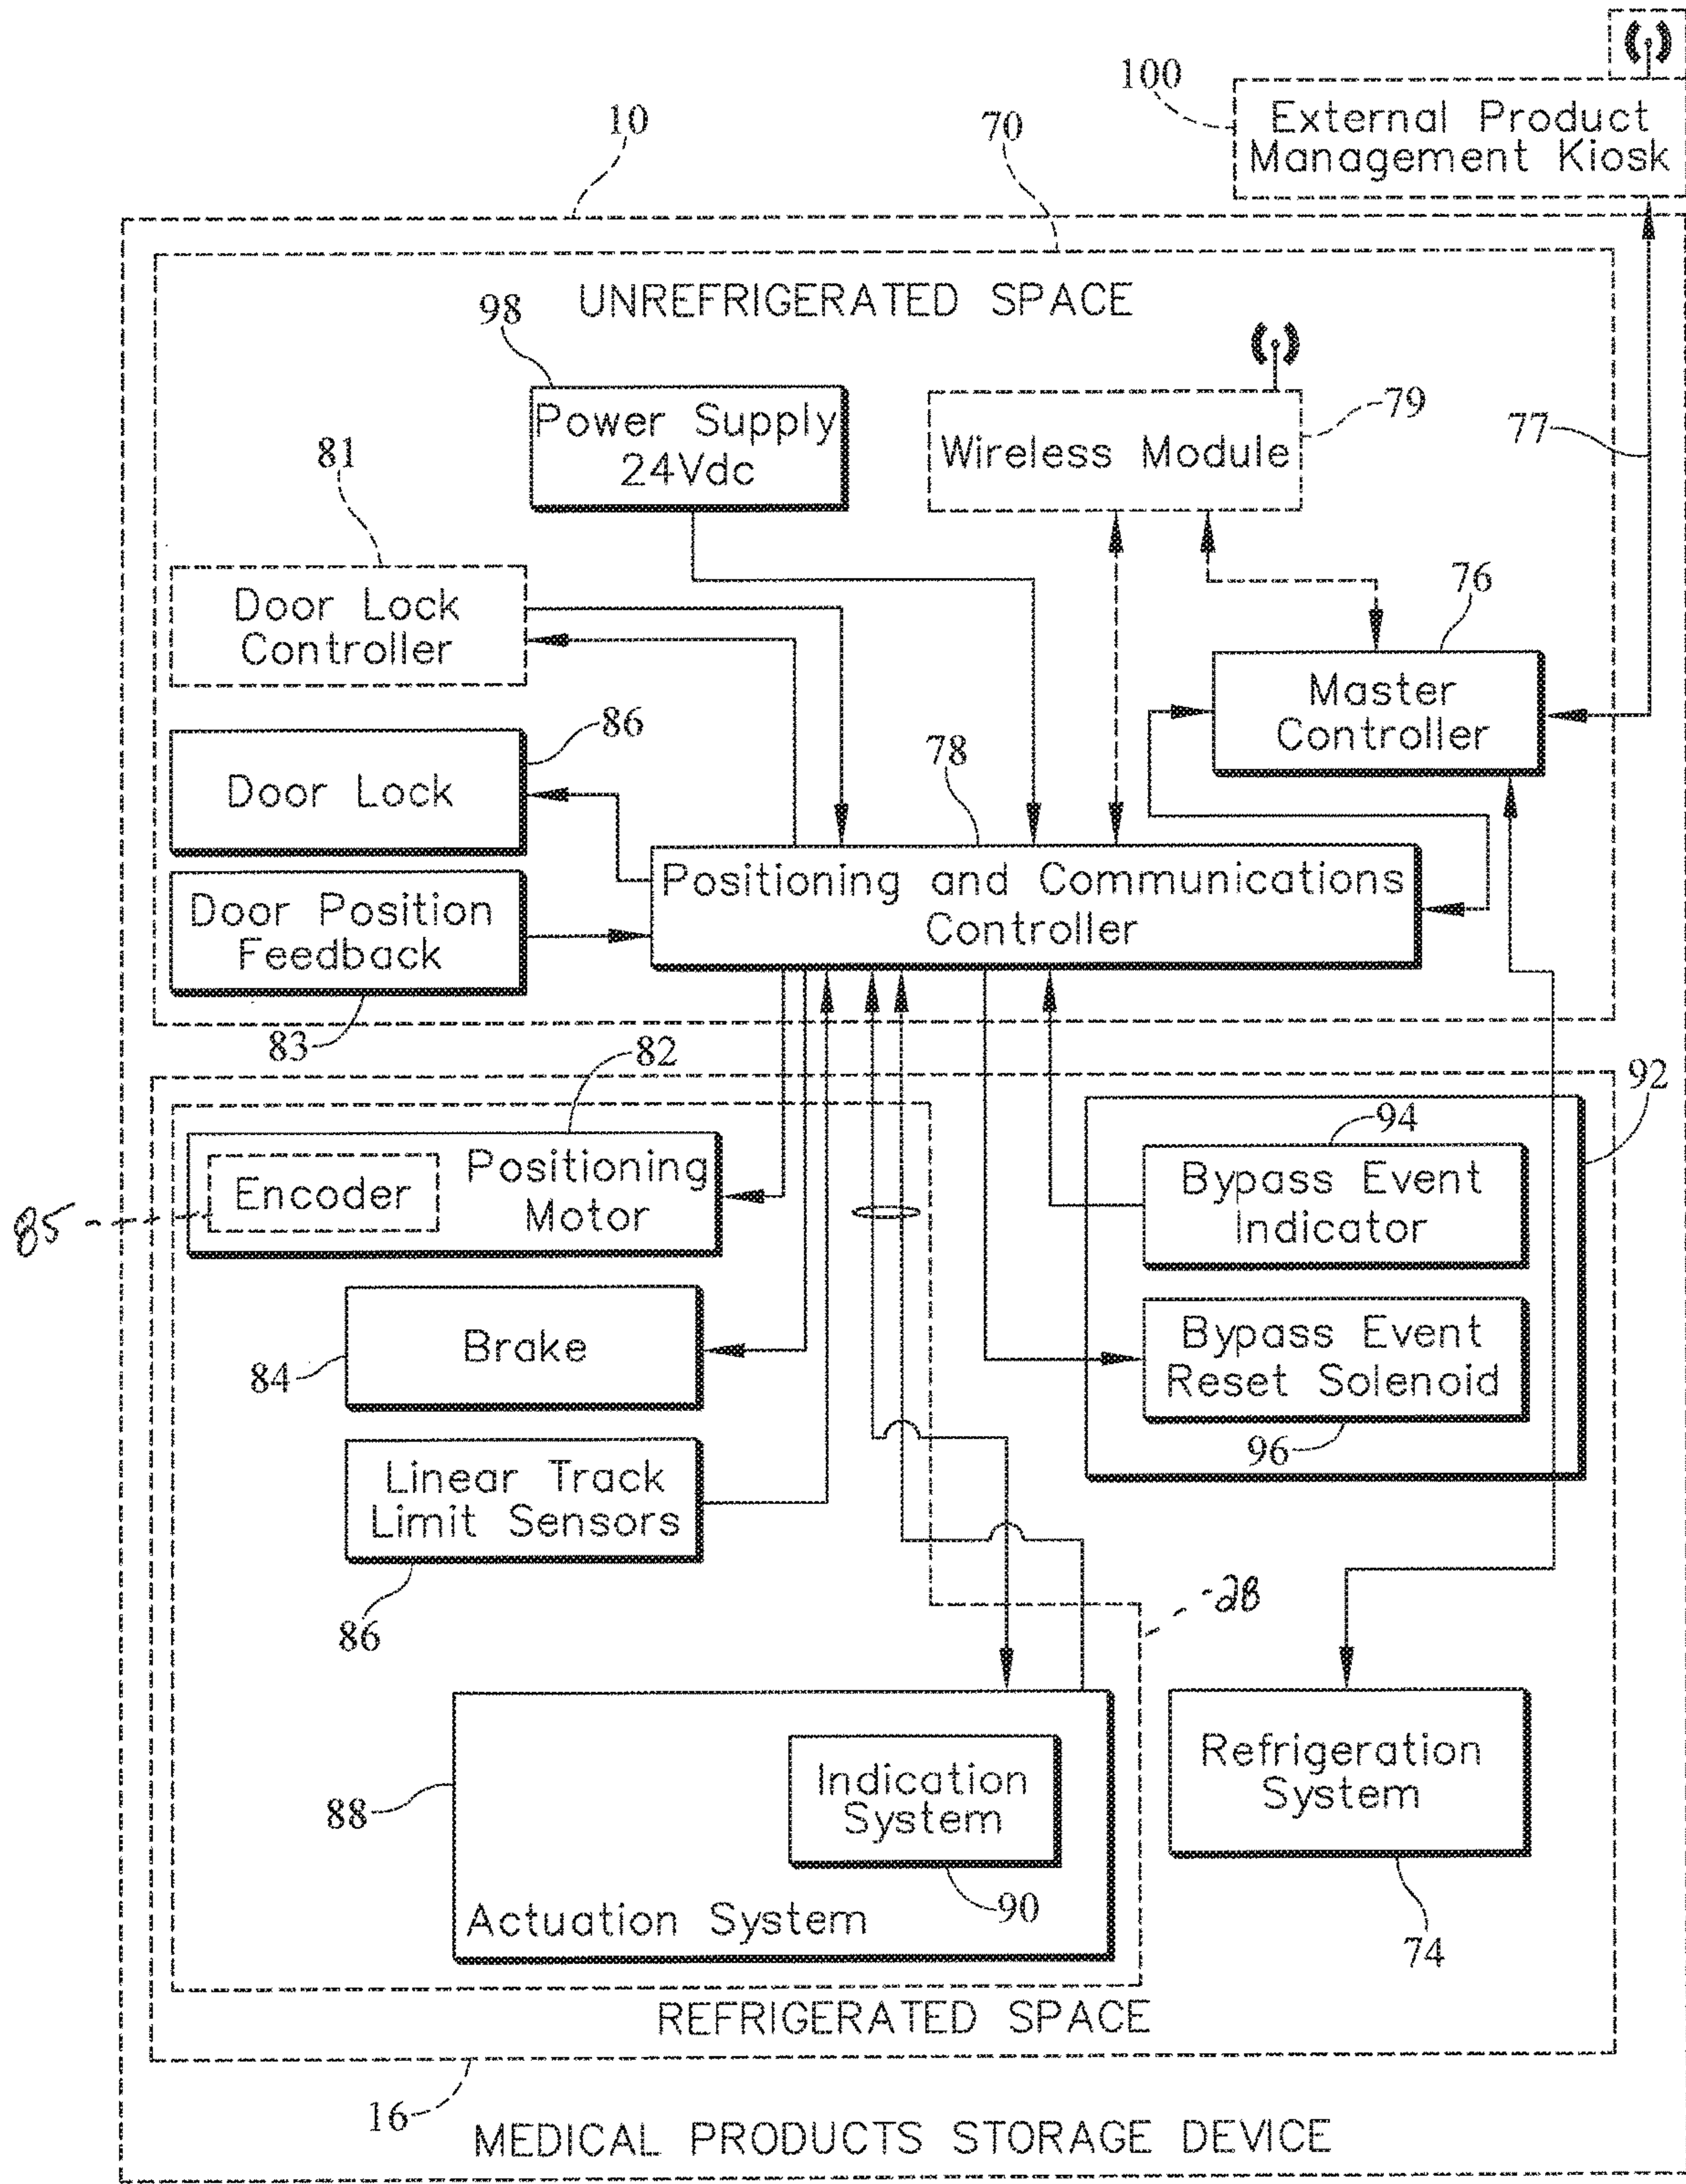 100
External Product
Management Kiosk
10
70
UNREFRIGERATED SPACE
98
Power Supply
24Vdc
Wireless Module
79
77
81
Door Lock
Controller
76
Master
Controller
86
Door Lock
78
Positioning and Communications
Controller
Door Position
Feedback
83
82
92
94
Encoder
Positioning
Motor
85
Bypass Event
Indicator
Brake
84
Bypass Event
Reset Solenoid
96
Linear Track
Limit Sensors
86
28
88
Indication
System
90
Actuation System
Refrigeration
System
74
REFRIGERATED SPACE
16
MEDICAL PRODUCTS STORAGE DEVICE